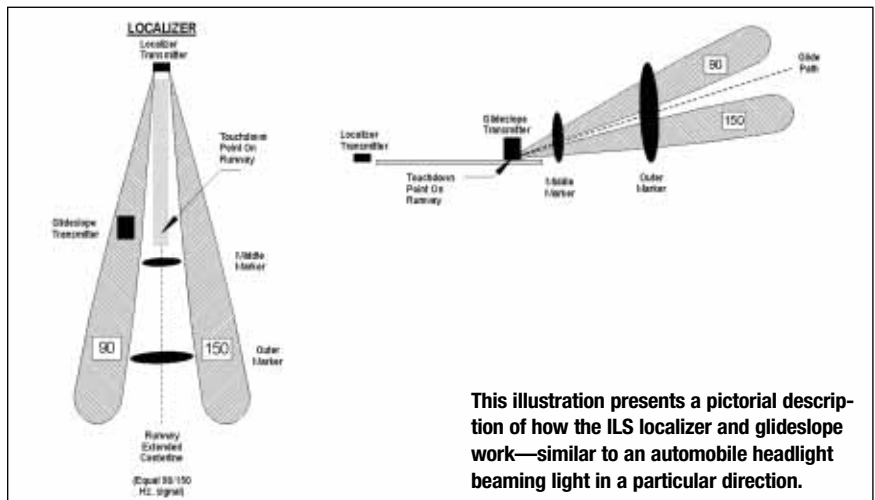 LOCALIZER
Localizer
Transmitter
Touchdown
Point On
Runway
Glideslope
Transmitter
Middle
Marker
90
150
Outer
Marker
Runway
Extended
Centerline
(Equal 90/150
Hz. signal)
90
Glide
Path
150
Glideslope
Transmitter
Localizer
Transmitter
Touchdown
Point On
Runway
Middle
Marker
Outer
Marker
This illustration presents a pictorial descrip-
tion of how the ILS localizer and glideslope
work—similar to an automobile headlight
beaming light in a particular direction.